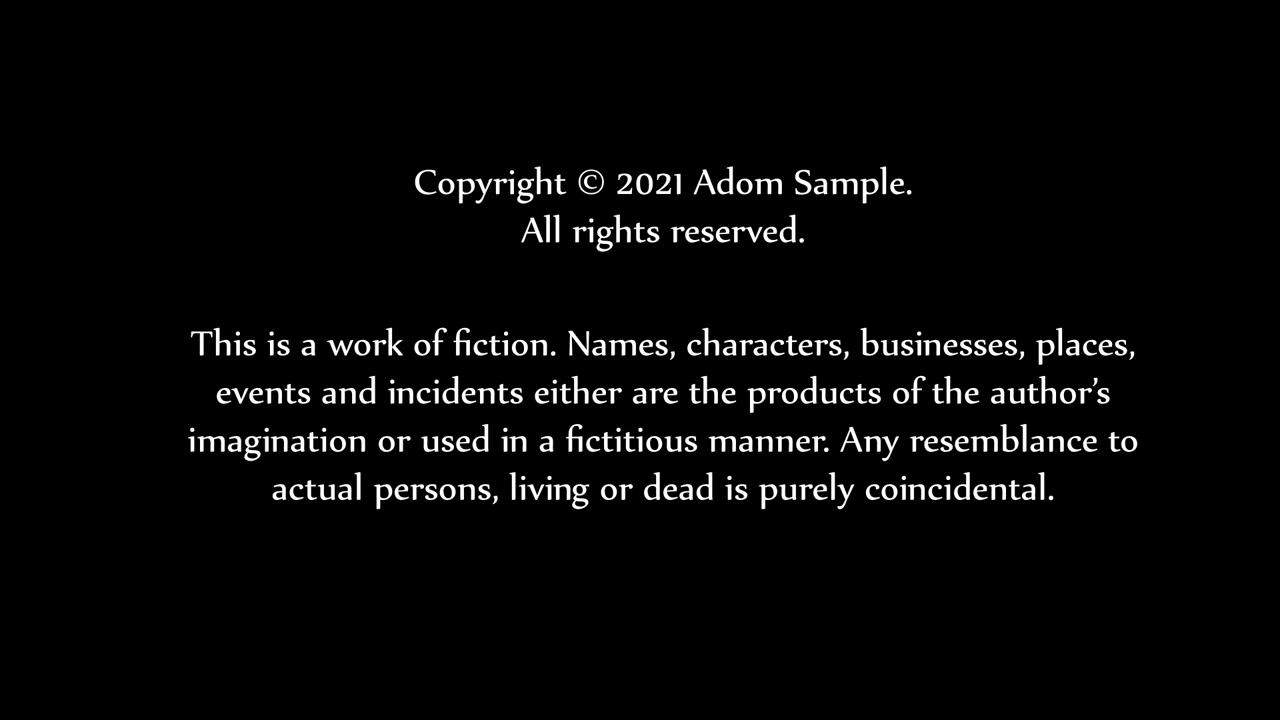 Copyright © 2021 Adom Sample.
All rights reserved.
This is a work of fiction. Names, characters, businesses, places,
events and incidents either are the products of the author’s
imagination or used in a fictitious manner. Any resemblance to
actual persons, living or dead is purely coincidental.